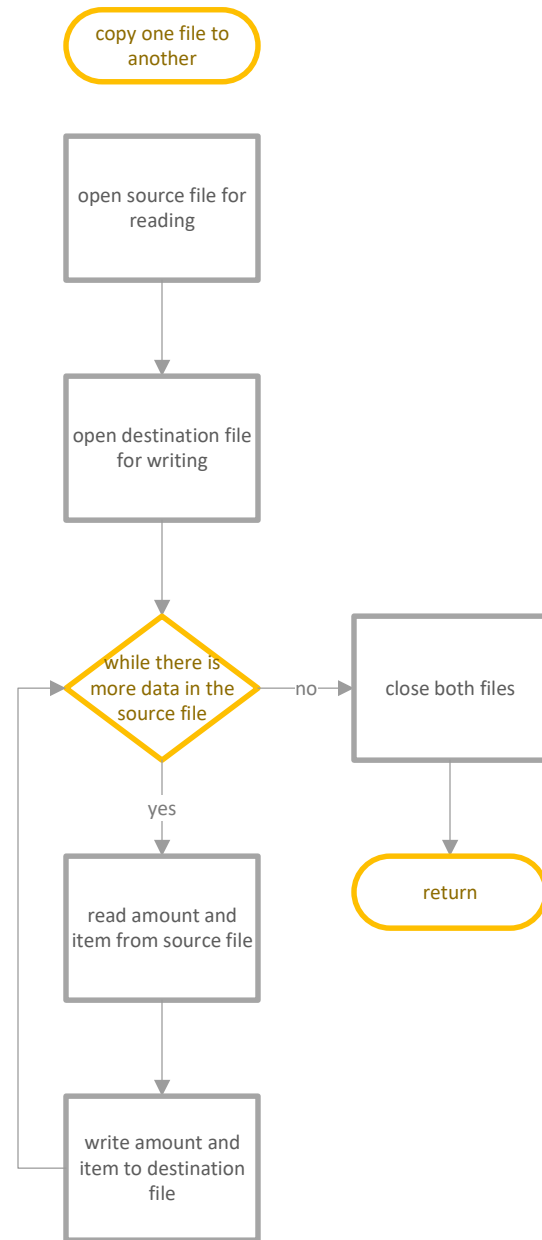 copy one file to
another
open source file for
reading
open destination file
for writing
while there is
more data in the
source file
no
close both files
yes
read amount and
item from source file
return
write amount and
item to destination
file